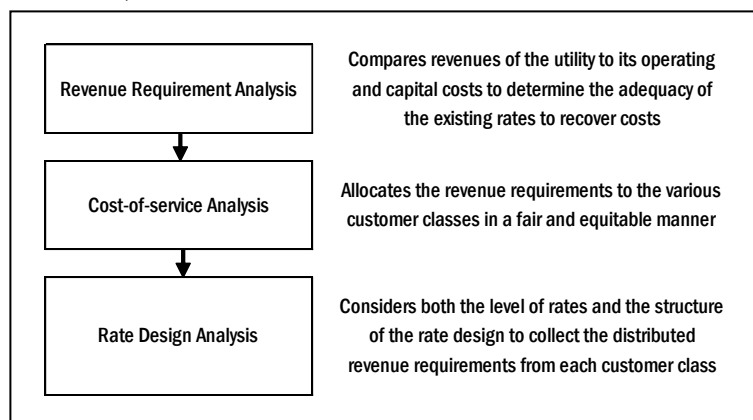 Revenue Requirement Analysis
Compares revenues of the utility to its operating
and capital costs to determine the adequacy of
the existing rates to recover costs
Cost-of-service Analysis
Allocates the revenue requirements to the various
customer classes in a fair and equitable manner
Rate Design Analysis
Considers both the level of rates and the structure
of the rate design to collect the distributed
revenue requirements from each customer class